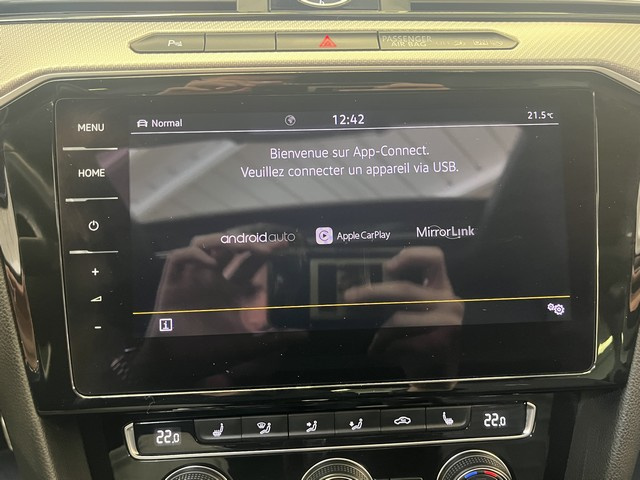 P
PASSENGER
AIR BAG
MENU
HOME
Normal
12:42
21.5°C
Bienvenue sur App-Connect.
Veuillez connecter un appareil via USB.
androidauto
Apple CarPlay
MirrorLink
+
-
i
22.0
22.0